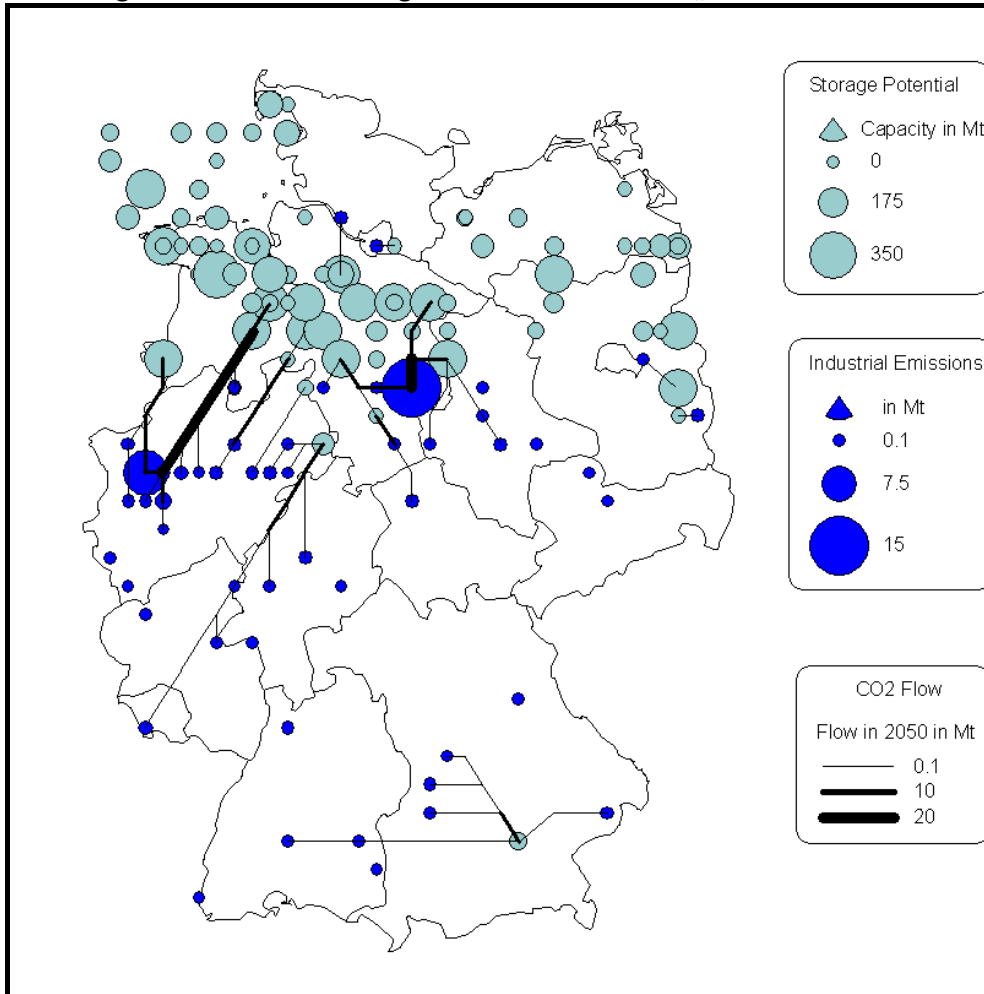 Storage Potential
Capacity in Mt
0
175
350
Industrial Emissions
in Mt
0.1
7.5
15
CO2 Flow
Flow in 2050 in Mt
0.1
10
20